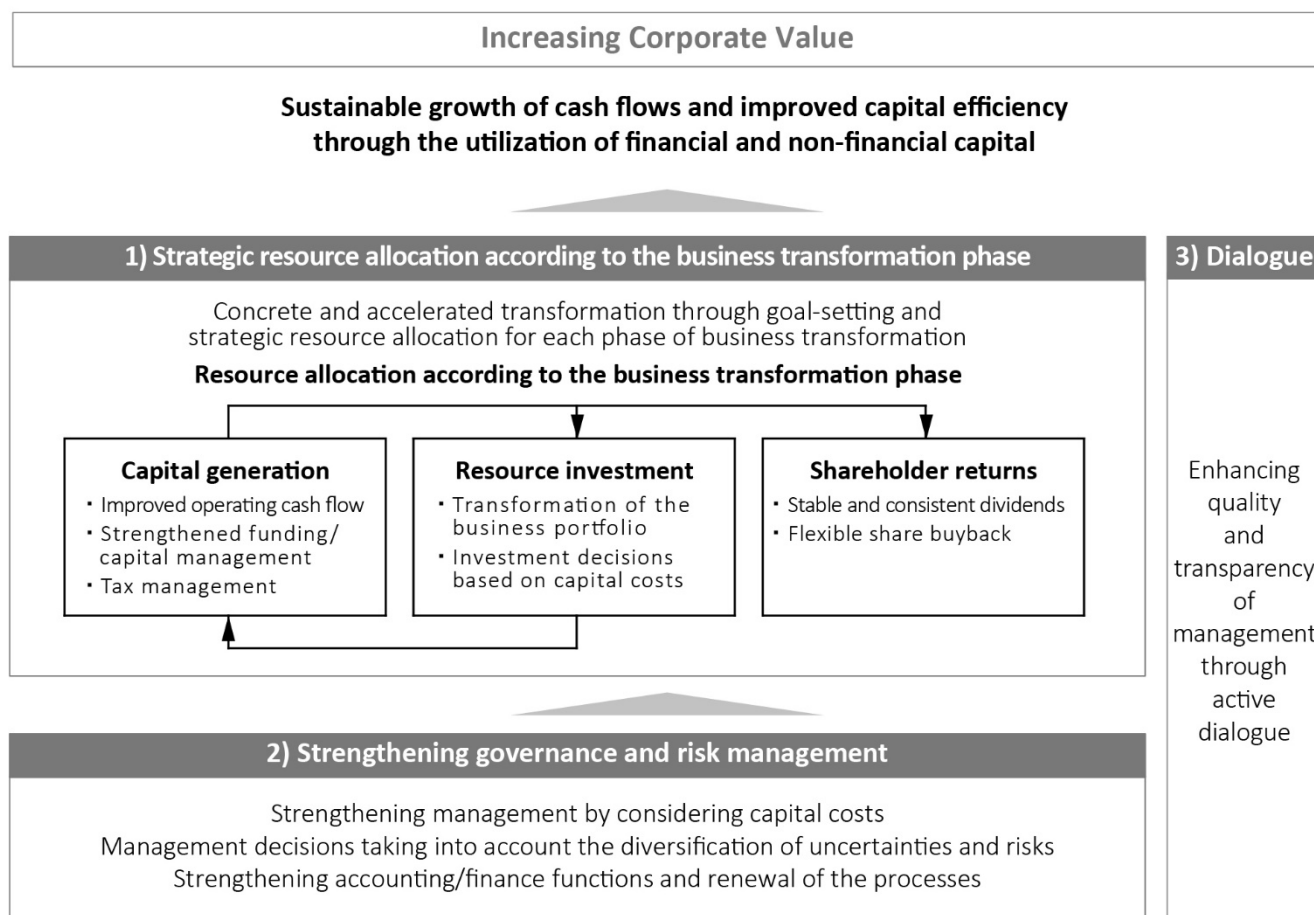 Increasing Corporate Value
Sustainable growth of cash flows and improved capital efficiency
through the utilization of financial and non-financial capital
1) Strategic resource allocation according to the business transformation phase
Concrete and accelerated transformation through goal-setting and
strategic resource allocation for each phase of business transformation
Resource allocation according to the business transformation phase
Capital generation
・Improved operating cash flow
・Strengthened funding/
capital management
・Tax management
Resource investment
・Transformation of the
business portfolio
・Investment decisions
based on capital costs
Shareholder returns
・Stable and consistent dividends
・Flexible share buyback
2) Strengthening governance and risk management
Strengthening management by considering capital costs
Management decisions taking into account the diversification of uncertainties and risks
Strengthening accounting/finance functions and renewal of the processes
3) Dialogue
Enhancing
quality
and
transparency
of
management
through
active
dialogue